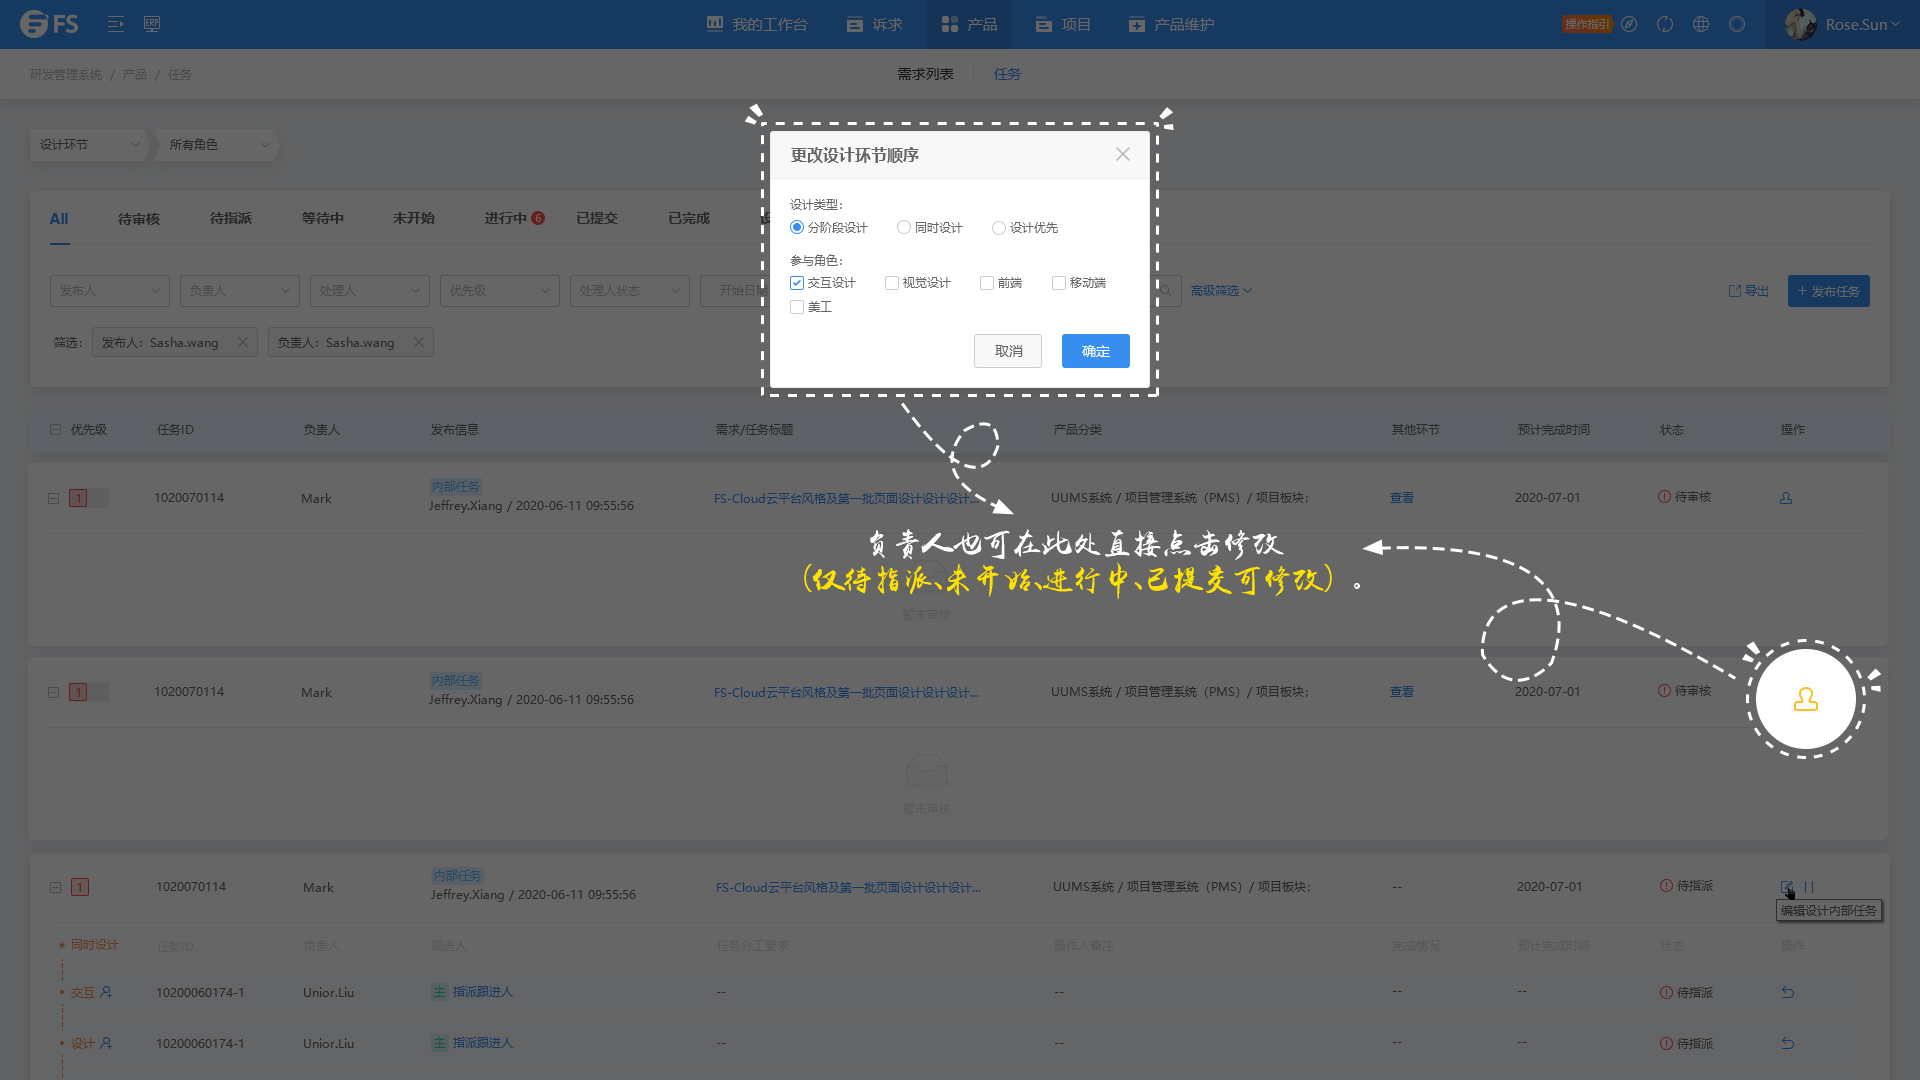 FS
我的工作台
诉求
产品
项目
产品维护
操作指引
Rose.Sun
研发管理系统 / 产品 / 任务
需求列表
任务
设计环节
所有角色
更改设计环节顺序
设计类型:
分阶段设计 同时设计 设计优先
参与角色:
交互设计 视觉设计 前端 移动端
美工
取消 确定
All 待审核 待指派 等待中 未开始 进行中 6 已提交 已完成
发布人 负责人 处理人 优先级 处理人状态 开始日期 高级筛选 导出 + 发布任务
筛选: 发布人: Sasha.wang 负责人: Sasha.wang
优先级 任务ID 负责人 发布信息 需求/任务标题 产品分类 其他环节 预计完成时间 状态 操作
内部任务
1 1020070114 Mark Jeffrey.Xiang / 2020-06-11 09:55:56 FS-Cloud云平台风格及第一批页面设计设计设计... UUMS系统 / 项目管理系统（PMS）/ 项目板块; 查看 2020-07-01 待审核
负责人也可在此处直接点击修改
（仅待指派、未开始、进行中、已提交可修改）。
暂未审核
内部任务
1 1020070114 Mark Jeffrey.Xiang / 2020-06-11 09:55:56 FS-Cloud云平台风格及第一批页面设计设计设计... UUMS系统 / 项目管理系统（PMS）/ 项目板块; 查看 2020-07-01 待审核
暂未审核
内部任务
1 1020070114 Mark Jeffrey.Xiang / 2020-06-11 09:55:56 FS-Cloud云平台风格及第一批页面设计设计设计... UUMS系统 / 项目管理系统（PMS）/ 项目板块; -- 2020-07-01 待指派
编辑设计内部任务
同时设计 任务ID 负责人 跟进人 任务分工要求 操作人备注 完成情况 预计完成时间 状态 操作
交互 10200060174-1 Unior.Liu 主 指派跟进人 -- -- -- -- 待指派
设计 10200060174-1 Unior.Liu 主 指派跟进人 -- -- -- -- 待指派